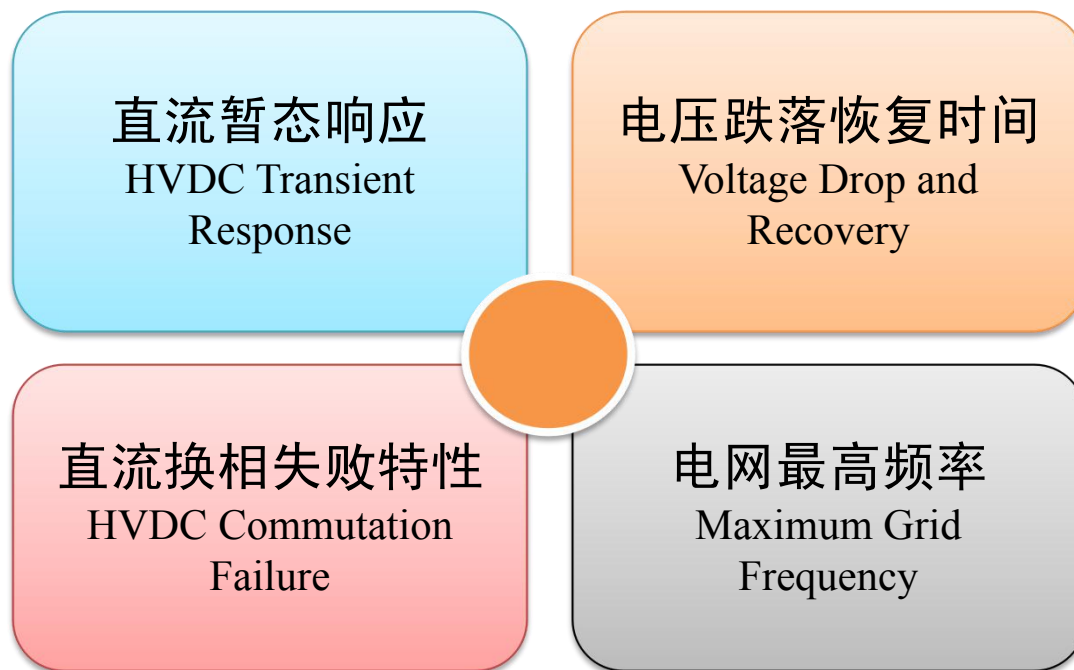 直流暂态响应
HVDC Transient
Response
电压跌落恢复时间
Voltage Drop and
Recovery
直流换相失败特性
HVDC Commutation
Failure
电网最高频率
Maximum Grid
Frequency